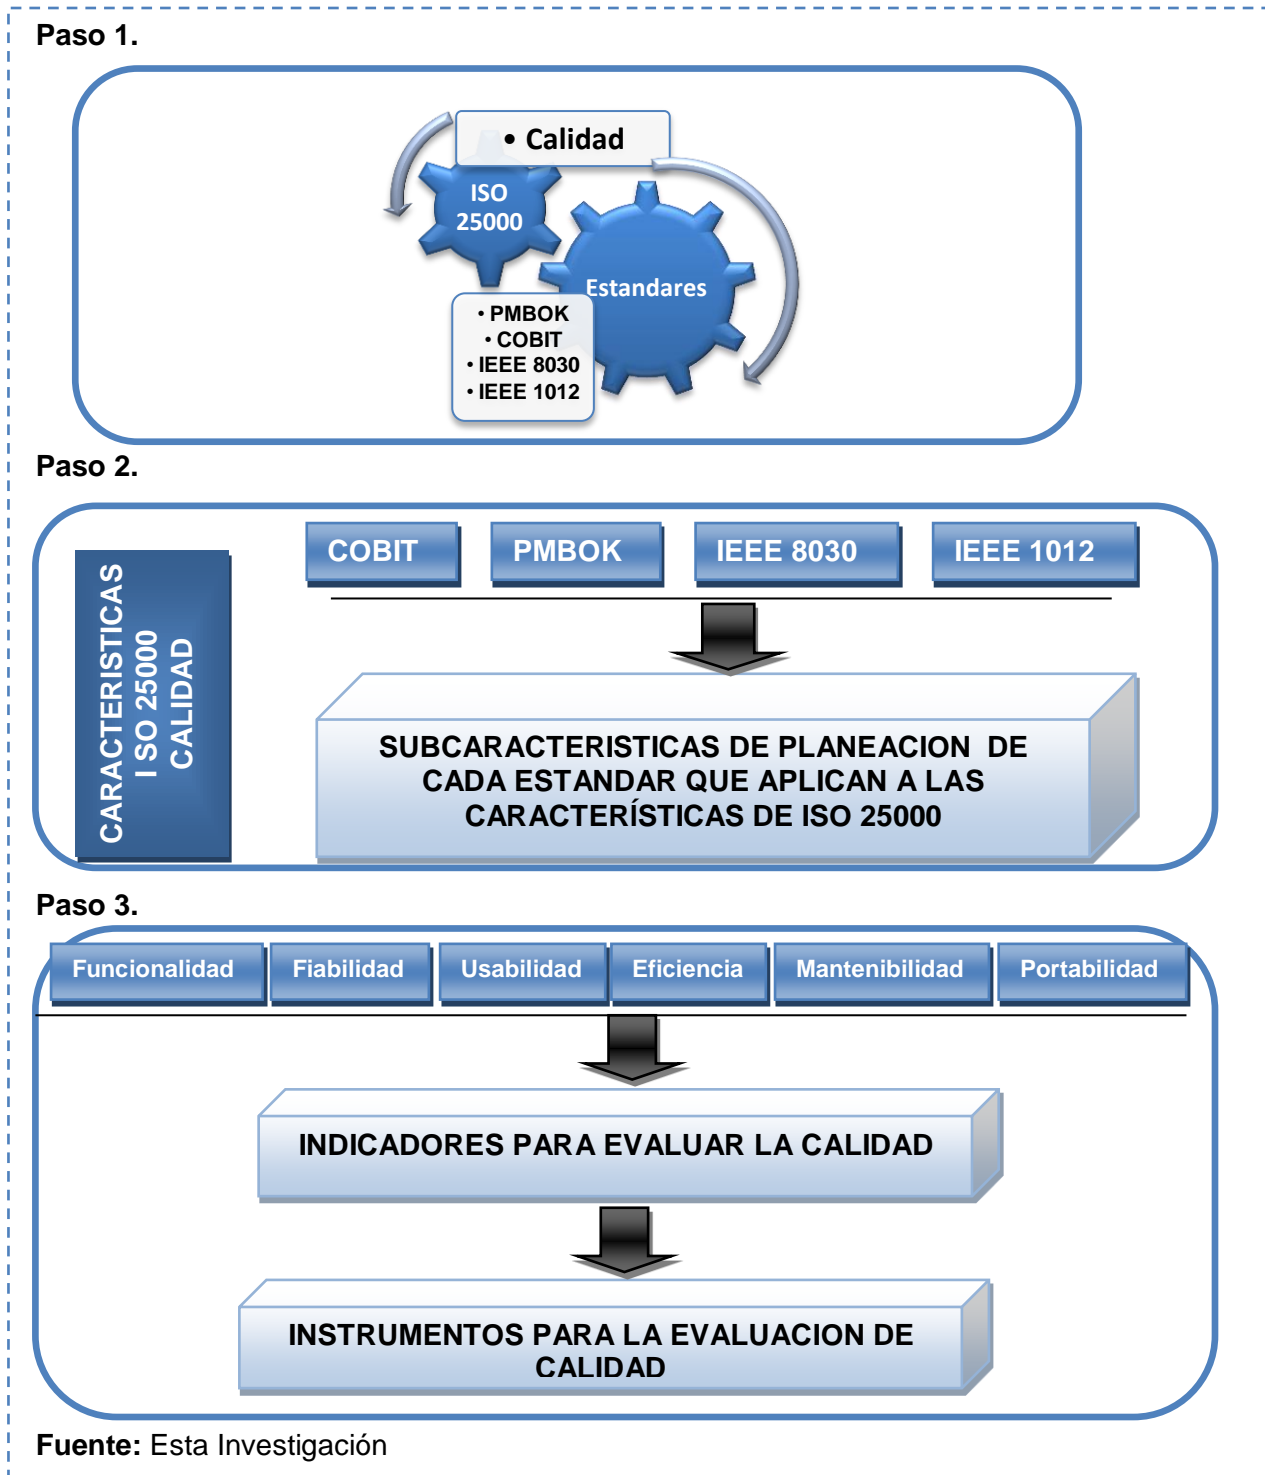 Paso 1.
• Calidad
ISO
25000
Estandares
• PMBOK
• COBIT
• IEEE 8030
• IEEE 1012
Paso 2.
CARACTERISTICAS
I SO 25000
CALIDAD
COBIT
PMBOK
IEEE 8030
IEEE 1012
SUBCARACTERISTICAS DE PLANEACION DE
CADA ESTANDAR QUE APLICAN A LAS
CARACTERÍSTICAS DE ISO 25000
Paso 3.
Funcionalidad
Fiabilidad
Usabilidad
Eficiencia
Mantenibilidad
Portabilidad
INDICADORES PARA EVALUAR LA CALIDAD
INSTRUMENTOS PARA LA EVALUACION DE
CALIDAD
Fuente: Esta Investigación